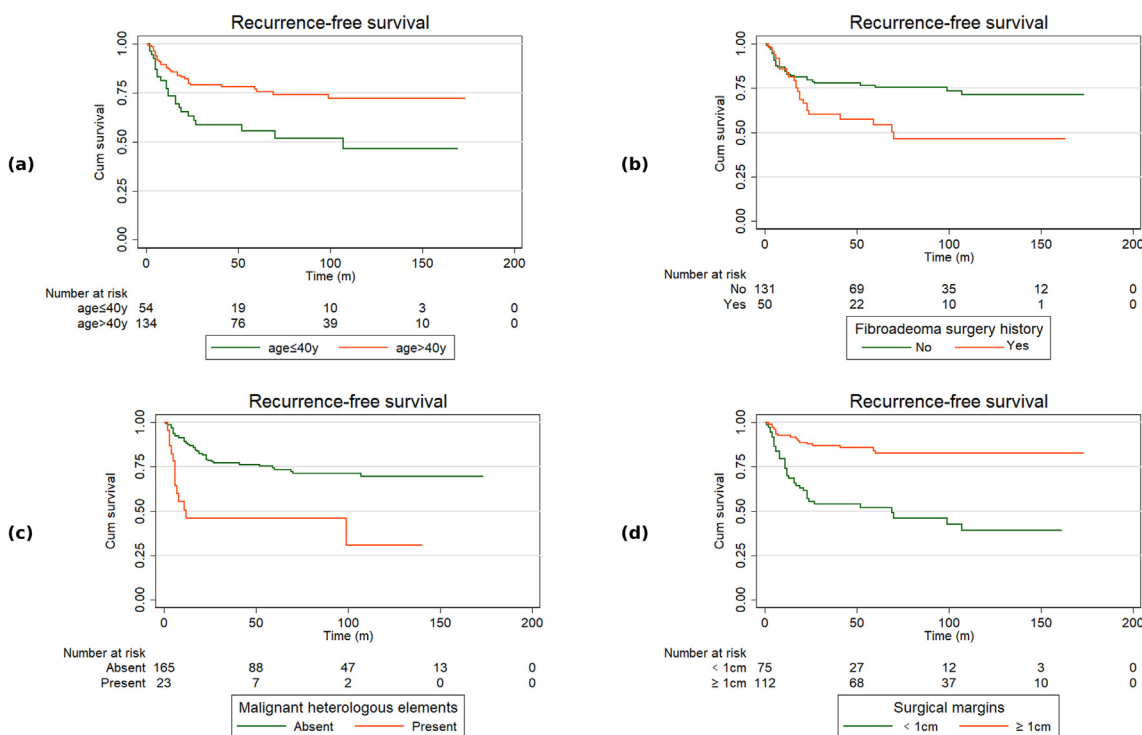 (a)
Recurrence-free survival
Cum survival
1.00
0.75
0.50
0.25
0.00
0 50 100 150 200
Time (m)
Number at risk
age≤40y 54 19 10 3 0
age>40y 134 76 39 10 0
age≤40y age>40y
(b)
Recurrence-free survival
Cum survival
1.00
0.75
0.50
0.25
0.00
0 50 100 150 200
Time (m)
Number at risk
No 131 69 35 12 0
Yes 50 22 10 1 0
Fibroadeoma surgery history
No Yes
(c)
Recurrence-free survival
Cum survival
1.00
0.75
0.50
0.25
0.00
0 50 100 150 200
Time (m)
Number at risk
Absent 165 88 47 13 0
Present 23 7 2 0 0
Malignant heterologous elements
Absent Present
(d)
Recurrence-free survival
Cum survival
1.00
0.75
0.50
0.25
0.00
0 50 100 150 200
Time (m)
Number at risk
< 1cm 75 27 12 3 0
≥ 1cm 112 68 37 10 0
Surgical margins
< 1cm ≥ 1cm